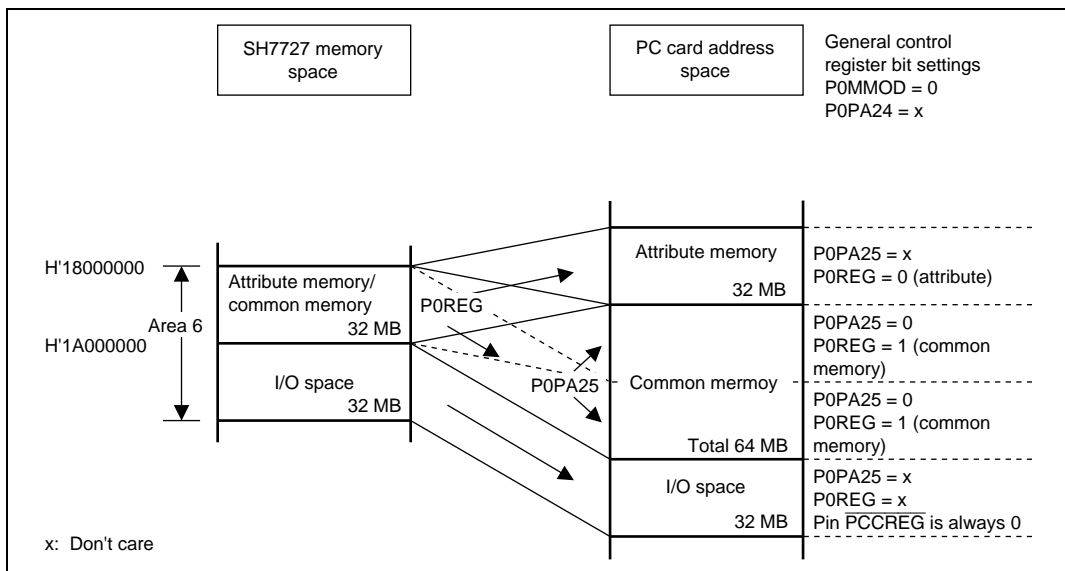 SH7727 memory
space
PC card address
space
General control
register bit settings
P0MMOD = 0
P0PA24 = x
H'18000000
Area 6
H'1A000000
Attribute memory/
common memory
32 MB
I/O space
32 MB
P0REG
P0PA25
Attribute memory
32 MB
Common mermoy
Total 64 MB
I/O space
32 MB
P0PA25 = x
P0REG = 0 (attribute)
P0PA25 = 0
P0REG = 1 (common
memory)
P0PA25 = 0
P0REG = 1 (common
memory)
P0PA25 = x
P0REG = x
Pin PCCREG is always 0
x: Don't care